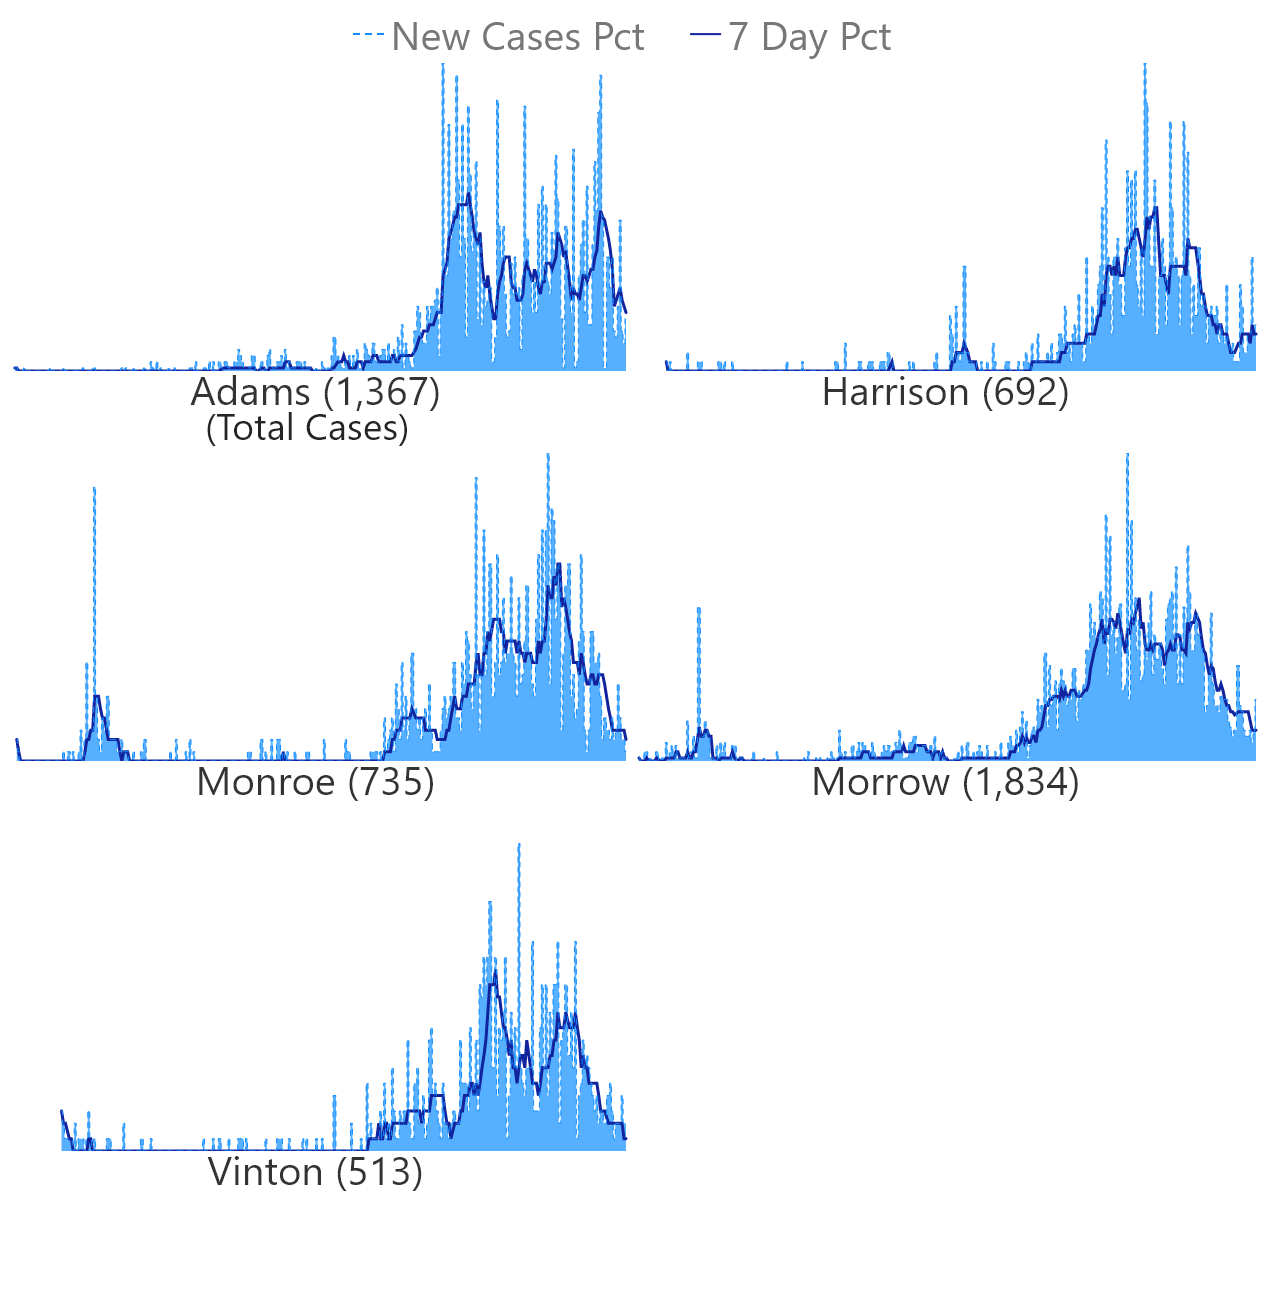 New Cases Pct 7 Day Pct
Adams (1,367)
(Total Cases)
Harrison (692)
Monroe (735)
Morrow (1,834)
Vinton (513)